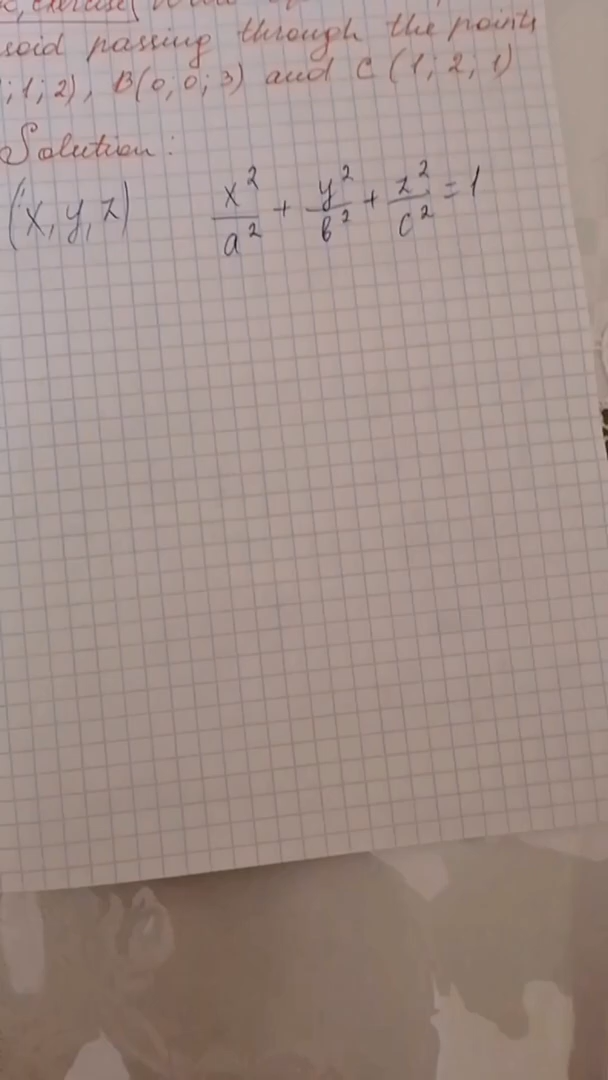 exercise
soid passing through the points
;1;2), B(0;0;3) and C (1; 2, 1)
Solution:
(x, y, z) x²/a² + y²/b² + z²/c² = 1